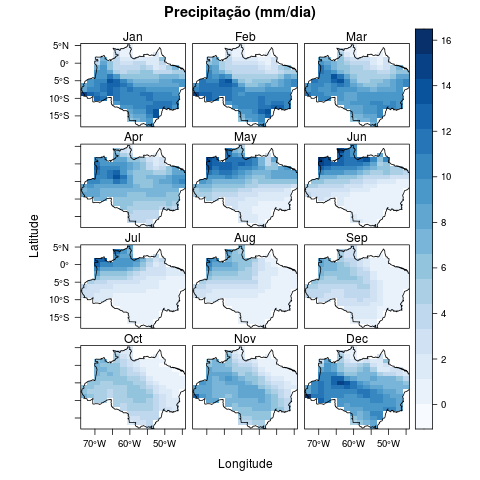 Precipitação (mm/dia)
Jan Feb Mar
5°N
0°
5°S
10°S
15°S
Apr May Jun
Jul Aug Sep
5°N
0°
5°S
10°S
15°S
Oct Nov Dec
70°W 60°W 50°W 70°W 60°W 50°W
Longitude
Latitude
16
14
12
10
8
6
4
2
0